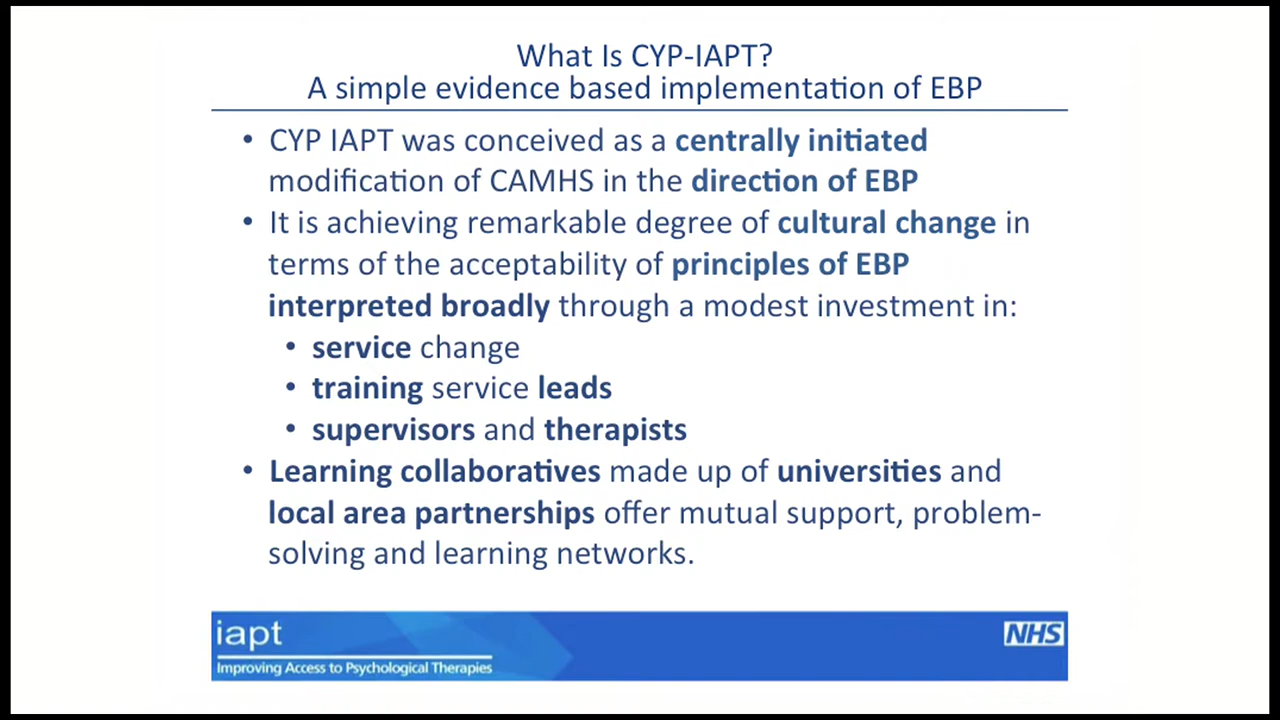 What Is CYP-IAPT?
A simple evidence based implementation of EBP
• CYP IAPT was conceived as a centrally initiated
modification of CAMHS in the direction of EBP
• It is achieving remarkable degree of cultural change in
terms of the acceptability of principles of EBP
interpreted broadly through a modest investment in:
• service change
• training service leads
• supervisors and therapists
• Learning collaboratives made up of universities and
local area partnerships offer mutual support, problem-
solving and learning networks.
iapt
Improving Access to Psychological Therapies
NHS